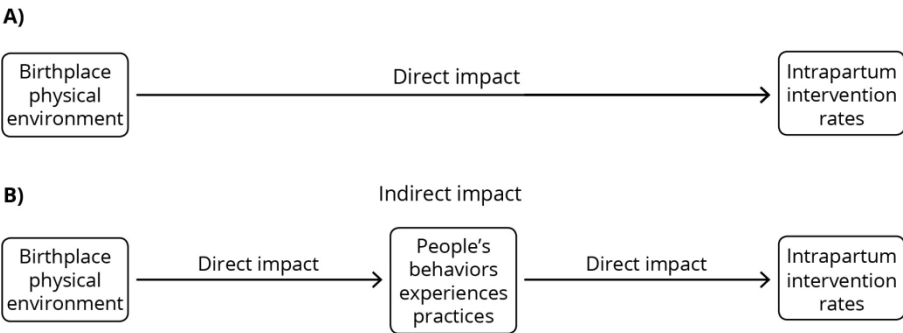 A)
Birthplace
physical
environment
Direct impact
Intrapartum
intervention
rates
B)
Indirect impact
Birthplace
physical
environment
Direct impact
People's
behaviors
experiences
practices
Direct impact
Intrapartum
intervention
rates